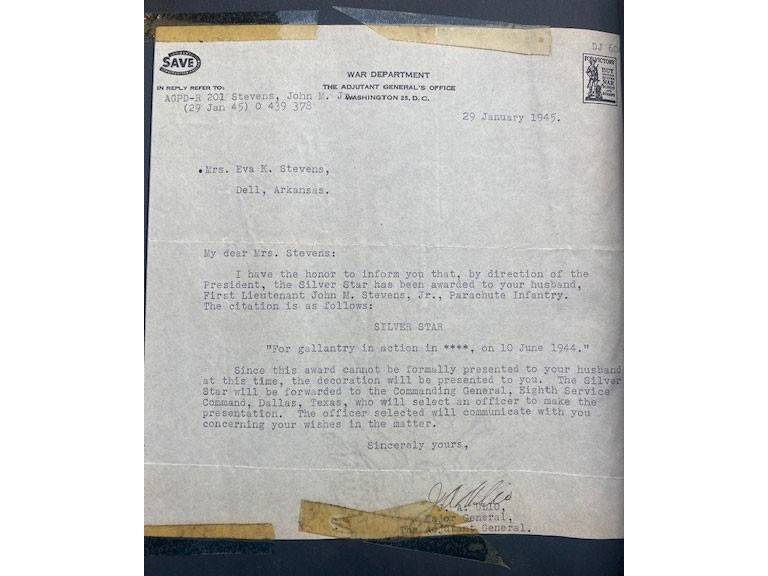 SAVE
DJ 60
WAR DEPARTMENT
IN REPLY REFER TO:
THE ADJUTANT GENERAL'S OFFICE
AGPD-R 201 Stevens, John M. Jr.
WASHINGTON 25, D. C.
(29 Jan 45) O 439 378
FOR VICTORY
BUY
WAR
29 January 1945.
Mrs. Eva K. Stevens,
Dell, Arkansas.
My dear Mrs. Stevens:
I have the honor to inform you that, by direction of the
President, the Silver Star has been awarded to your husband,
First Lieutenant John M. Stevens, Jr., Parachute Infantry.
The citation is as follows:
SILVER STAR
"For gallantry in action in ****, on 10 June 1944."
Since this award cannot be formally presented to your husband
at this time, the decoration will be presented to you. The Silver
Star will be forwarded to the Commanding General, Eighth Service
Command, Dallas, Texas, who will select an officer to make the
presentation. The officer selected will communicate with you
concerning your wishes in the matter.
Sincerely yours,
J. A. ULIO,
Major General,
The Adjutant General.